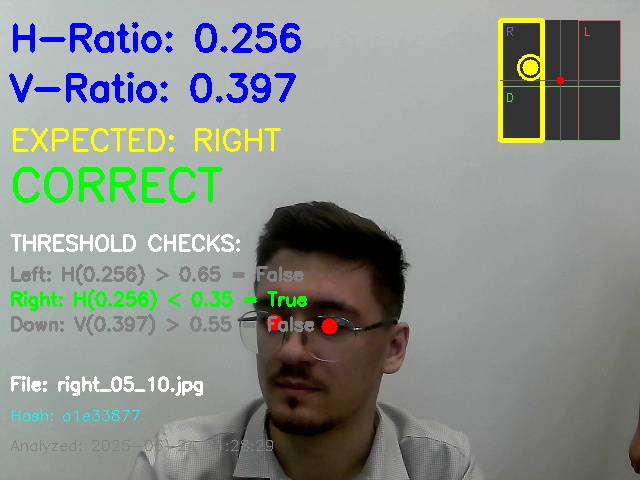 H-Ratio: 0.256
R
L
V-Ratio: 0.397
D
EXPECTED: RIGHT
CORRECT
THRESHOLD CHECKS:
Left: H(0.256) > 0.65 = False
Right: H(0.256) < 0.35 = True
Down: V(0.397) > 0.55 = False
File: right_05_10.jpg
Hash: a1e33877
Analyzed: